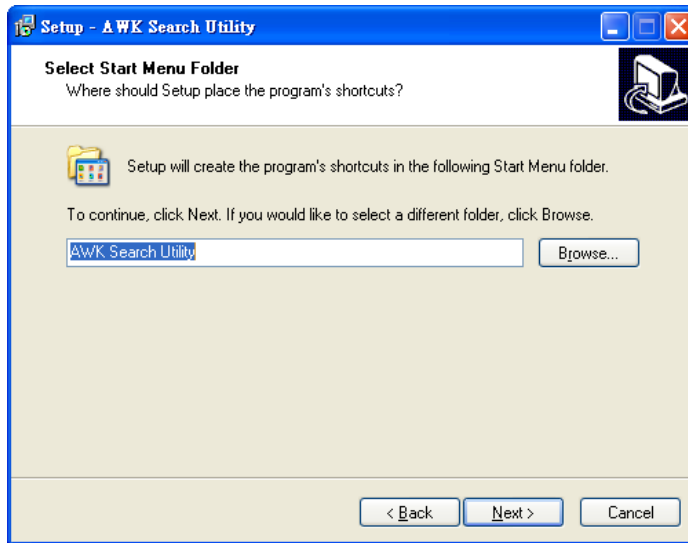 Setup - AWK Search Utility
Select Start Menu Folder
Where should Setup place the program's shortcuts?
Setup will create the program's shortcuts in the following Start Menu folder.
To continue, click Next. If you would like to select a different folder, click Browse.
AWK Search Utility
Browse...
< Back
Next >
Cancel